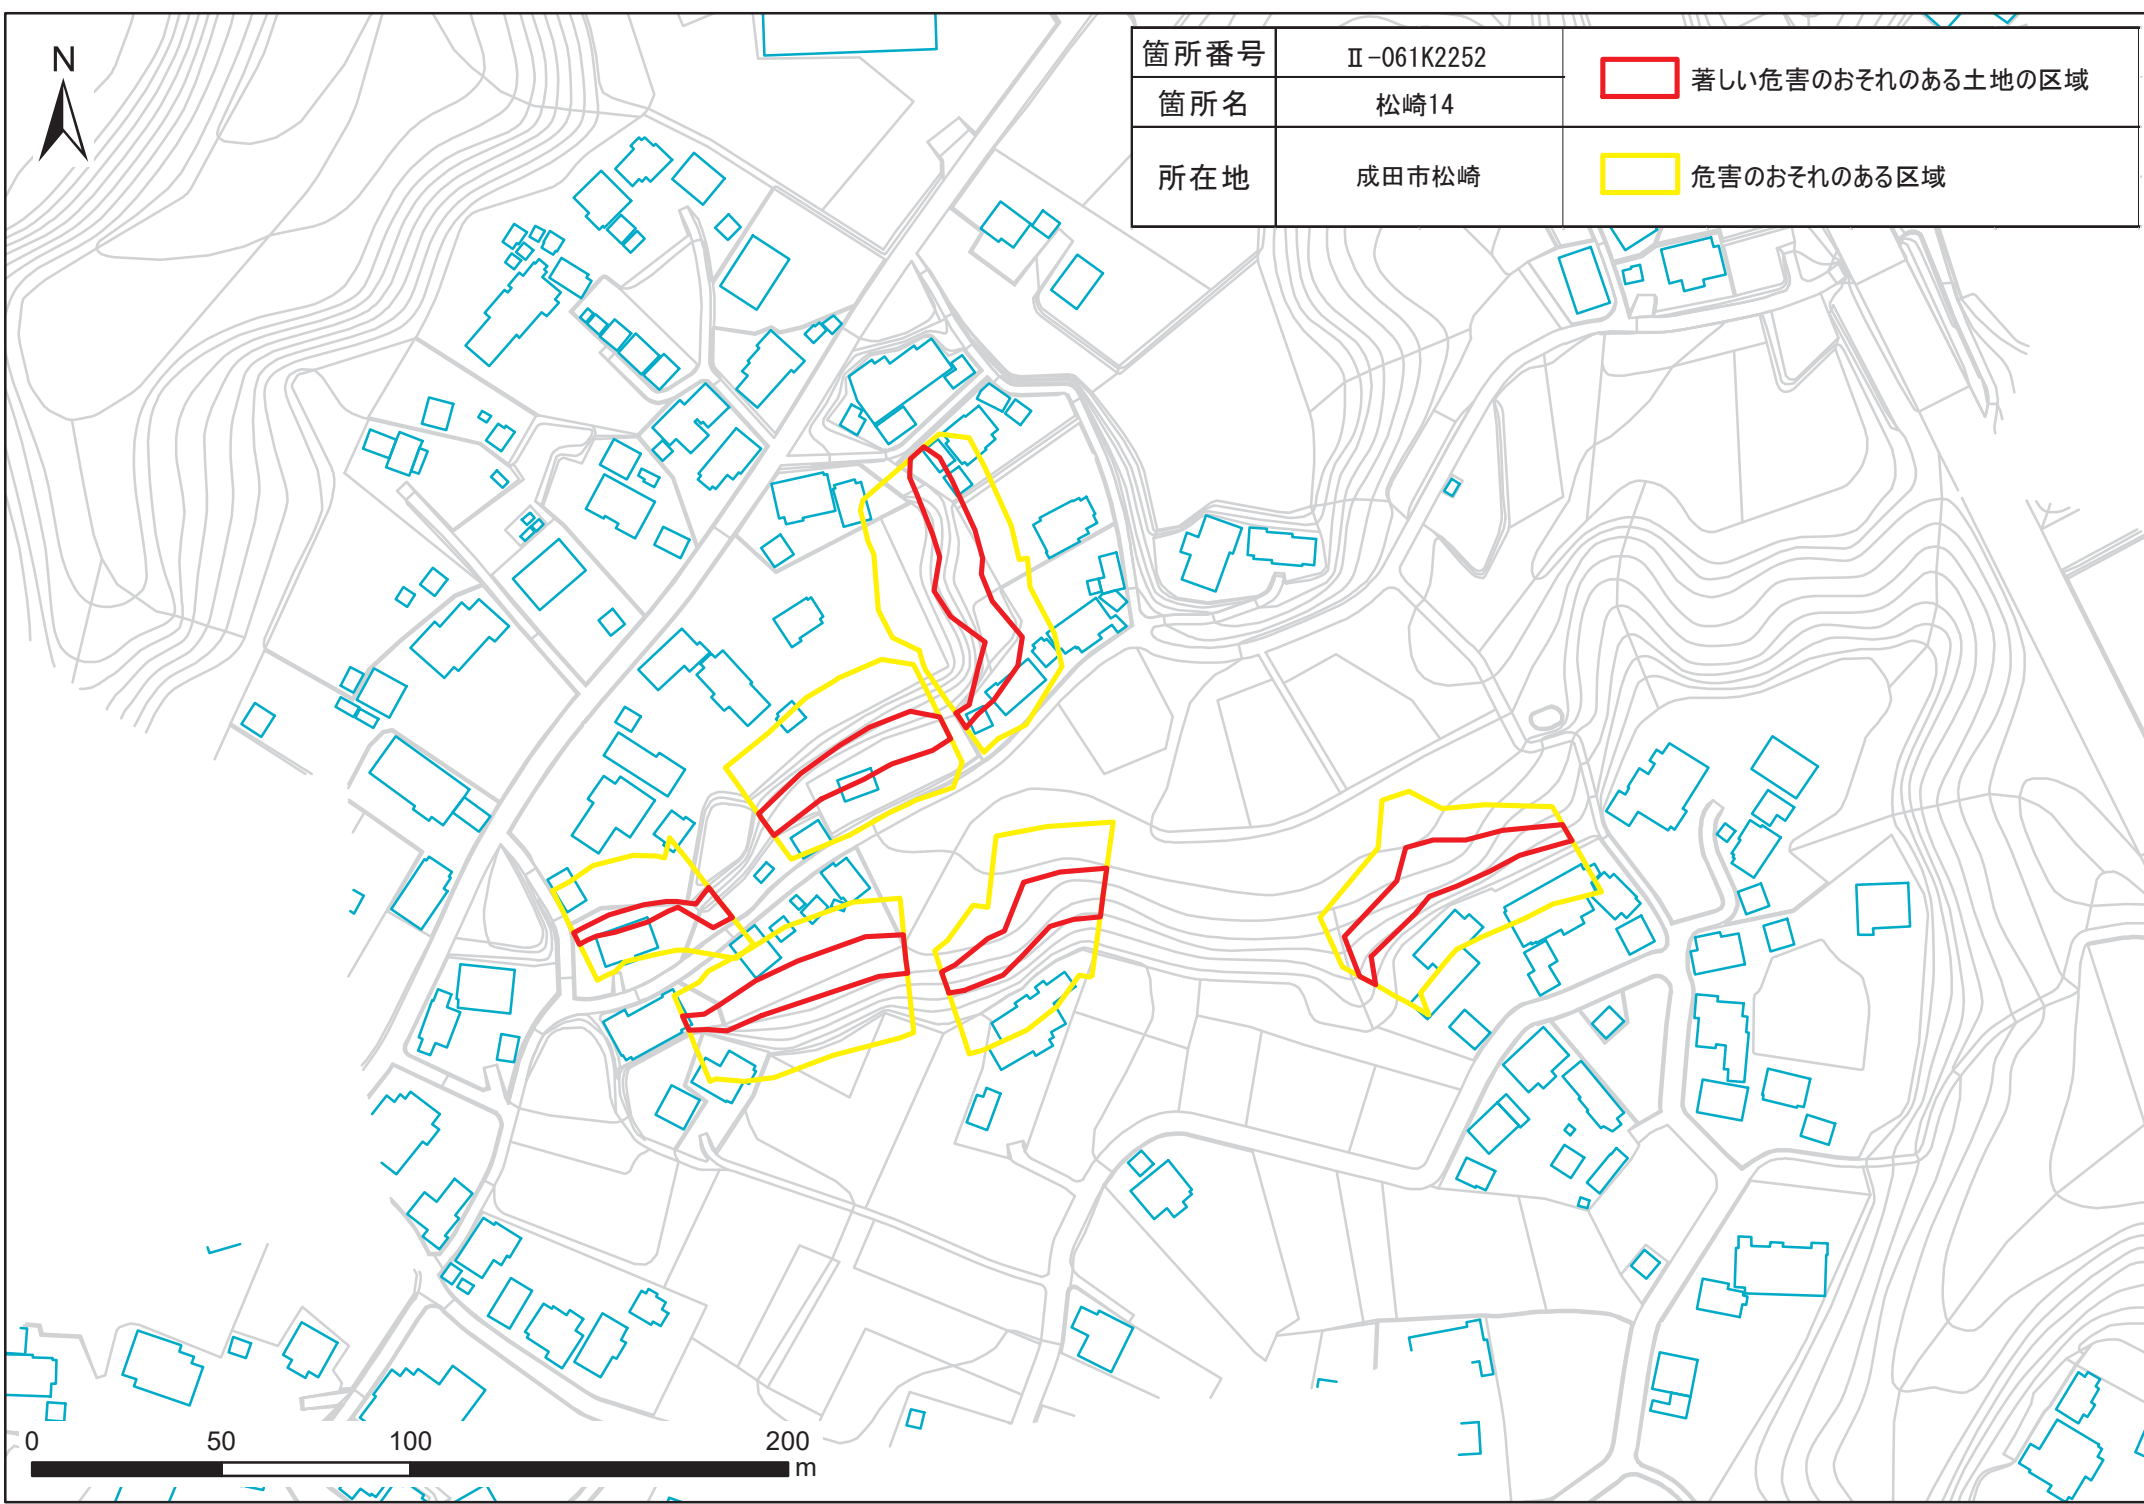 N
箇所番号 Ⅱ-061K2252
箇所名 松崎14
所在地 成田市松崎
著しい危害のおそれのある土地の区域
危害のおそれのある区域
0 50 100 200
m